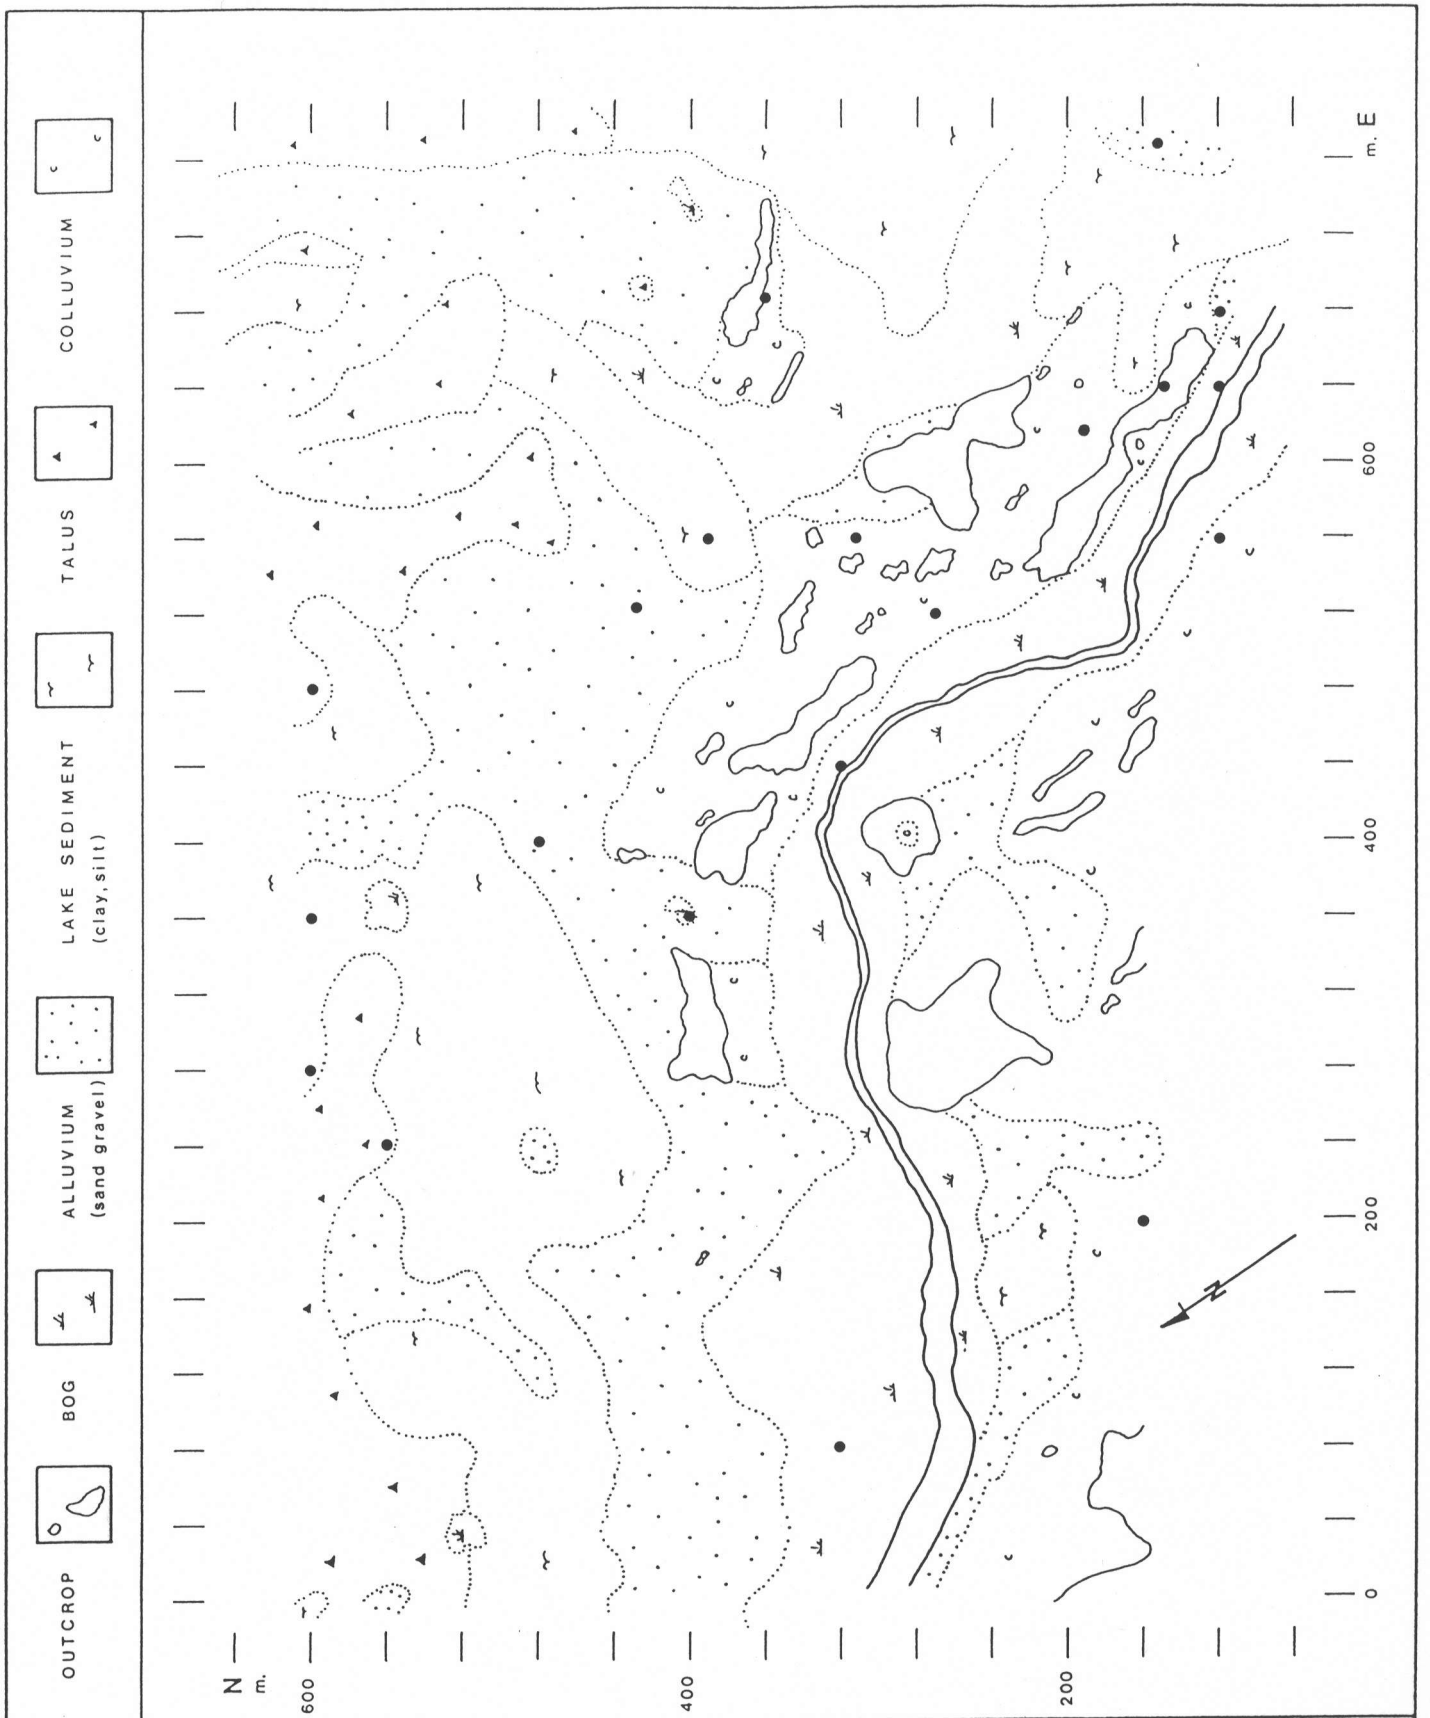 OUTCROP
BOG
ALLUVIUM
(sand gravel)
LAKE SEDIMENT
(clay, silt)
TALUS
COLLUVIUM
N
m.
600
400
200
0
200
400
600
m. E
N